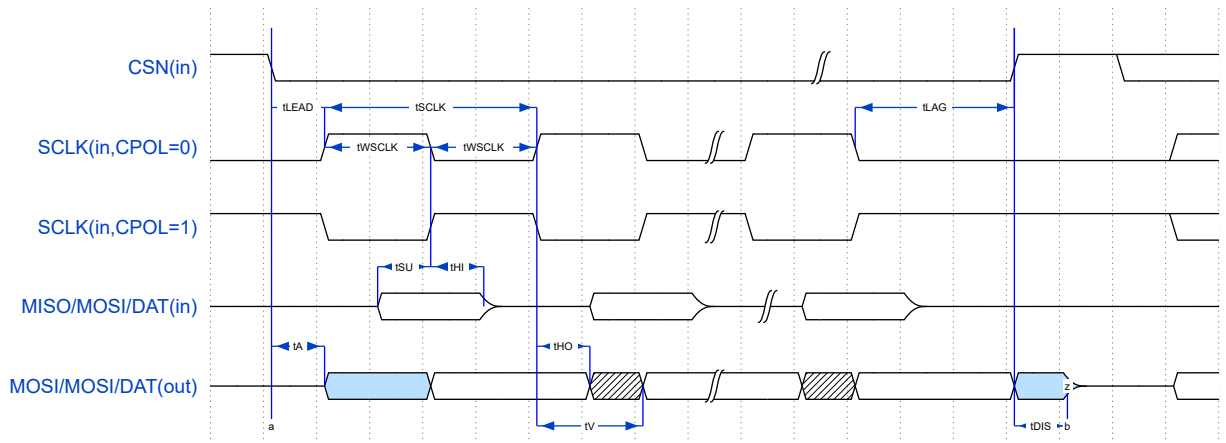 CSN(in)
tLEAD tSCLK tLAG
SCLK(in,CPOL=0)
tWSCLK tWSCLK
SCLK(in,CPOL=1)
tSU tHI
MISO/MOSI/DAT(in)
tA tHO
MOSI/MOSI/DAT(out)
z
a tV tDIS b